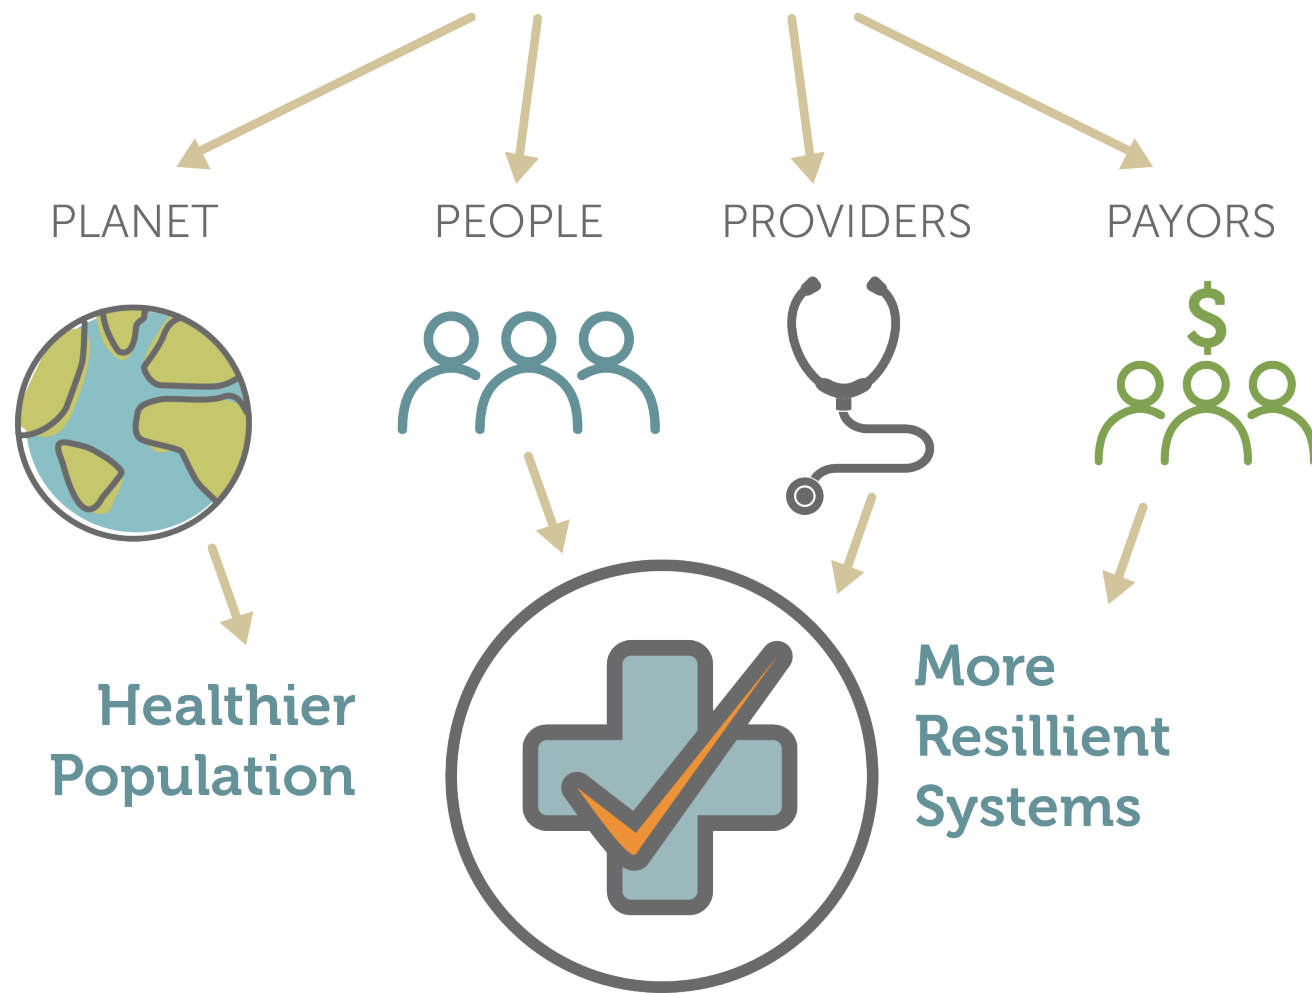 PLANET
PEOPLE
PROVIDERS
PAYORS
$
Healthier
Population
More
Resillient
Systems